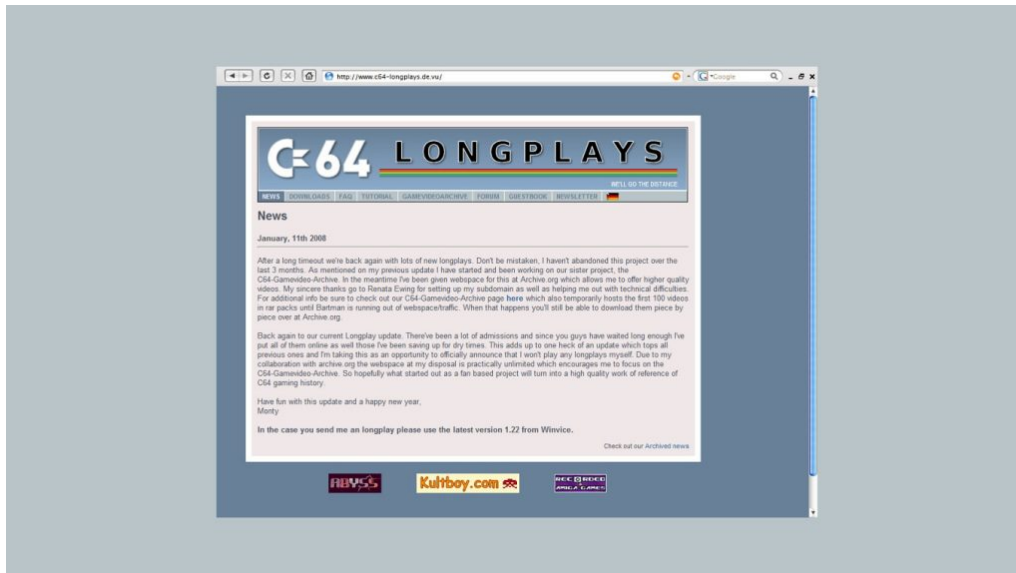 http://www.c64-longplays.de.vu/
Google
C=64 LONGPLAYS
WE'LL GO THE DISTANCE
NEWS DOWNLOADS FAQ TUTORIAL GAMEVIDEOARCHIVE FORUM GUESTBOOK NEWSLETTER
News
January, 11th 2008
After a long timeout we're back again with lots of new longplays. Don't be mistaken, I haven't abandoned this project over the
last 3 months. As mentioned on my previous update I have started and been working on our sister project, the
C64-Gamevideo-Archive. In the meantime I've been given webspace for this at Archive.org which allows me to offer higher quality
videos. My sincere thanks go to Renata Ewing for setting up my subdomain as well as helping me out with technical difficulties.
For additional info be sure to check out our C64-Gamevideo-Archive page here which also temporarily hosts the first 100 videos
in rar packs until Bartman is running out of webspace/traffic. When that happens you'll still be able to download them piece by
piece over at Archive.org.
Back again to our current Longplay update. There've been a lot of admissions and since you guys have waited long enough I've
put all of them online as well those I've been saving up for dry times. This adds up to one heck of an update which tops all
previous ones and I'm taking this as an opportunity to officially announce that I won't play any longplays myself. Due to my
collaboration with archive.org the webspace at my disposal is practically unlimited which encourages me to focus on the
C64-Gamevideo-Archive. So hopefully what started out as a fan based project will turn into a high quality work of reference of
C64 gaming history.
Have fun with this update and a happy new year,
Monty
In the case you send me an longplay please use the latest version 1.22 from Winvice.
Check out our Archived news
ABYSS
Kultboy.com
RECORDED
AMIGA GAMES